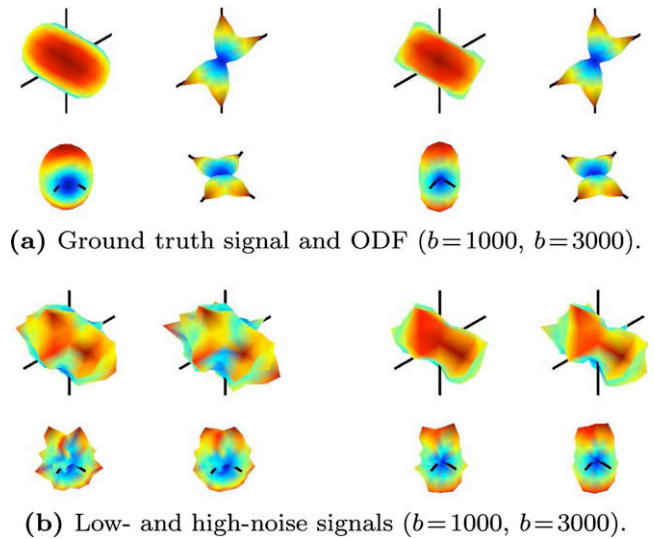 (a) Ground truth signal and ODF (b=1000, b=3000).
(b) Low- and high-noise signals (b=1000, b=3000).